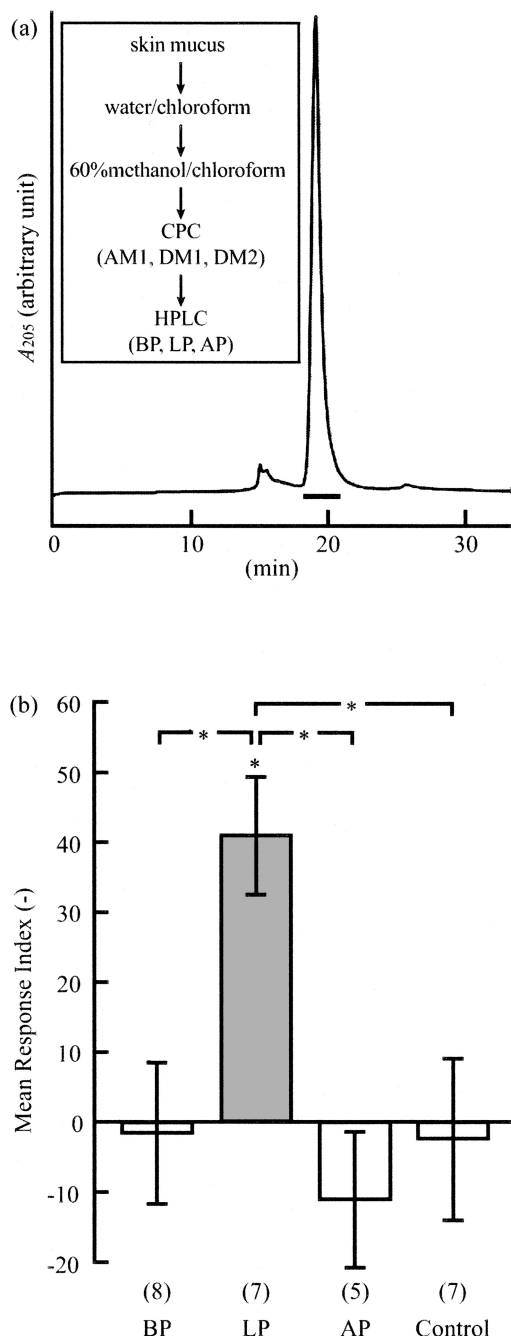 (a)
skin mucus
water/chloroform
60%methanol/chloroform
CPC
(AM1, DM1, DM2)
HPLC
(BP, LP, AP)
A205 (arbitrary unit)
0 10 20 30
(min)
(b)
60
50
40
30
20
10
0
-10
-20
Mean Response Index (-)
* * * *
(8) (7) (5) (7)
BP LP AP Control